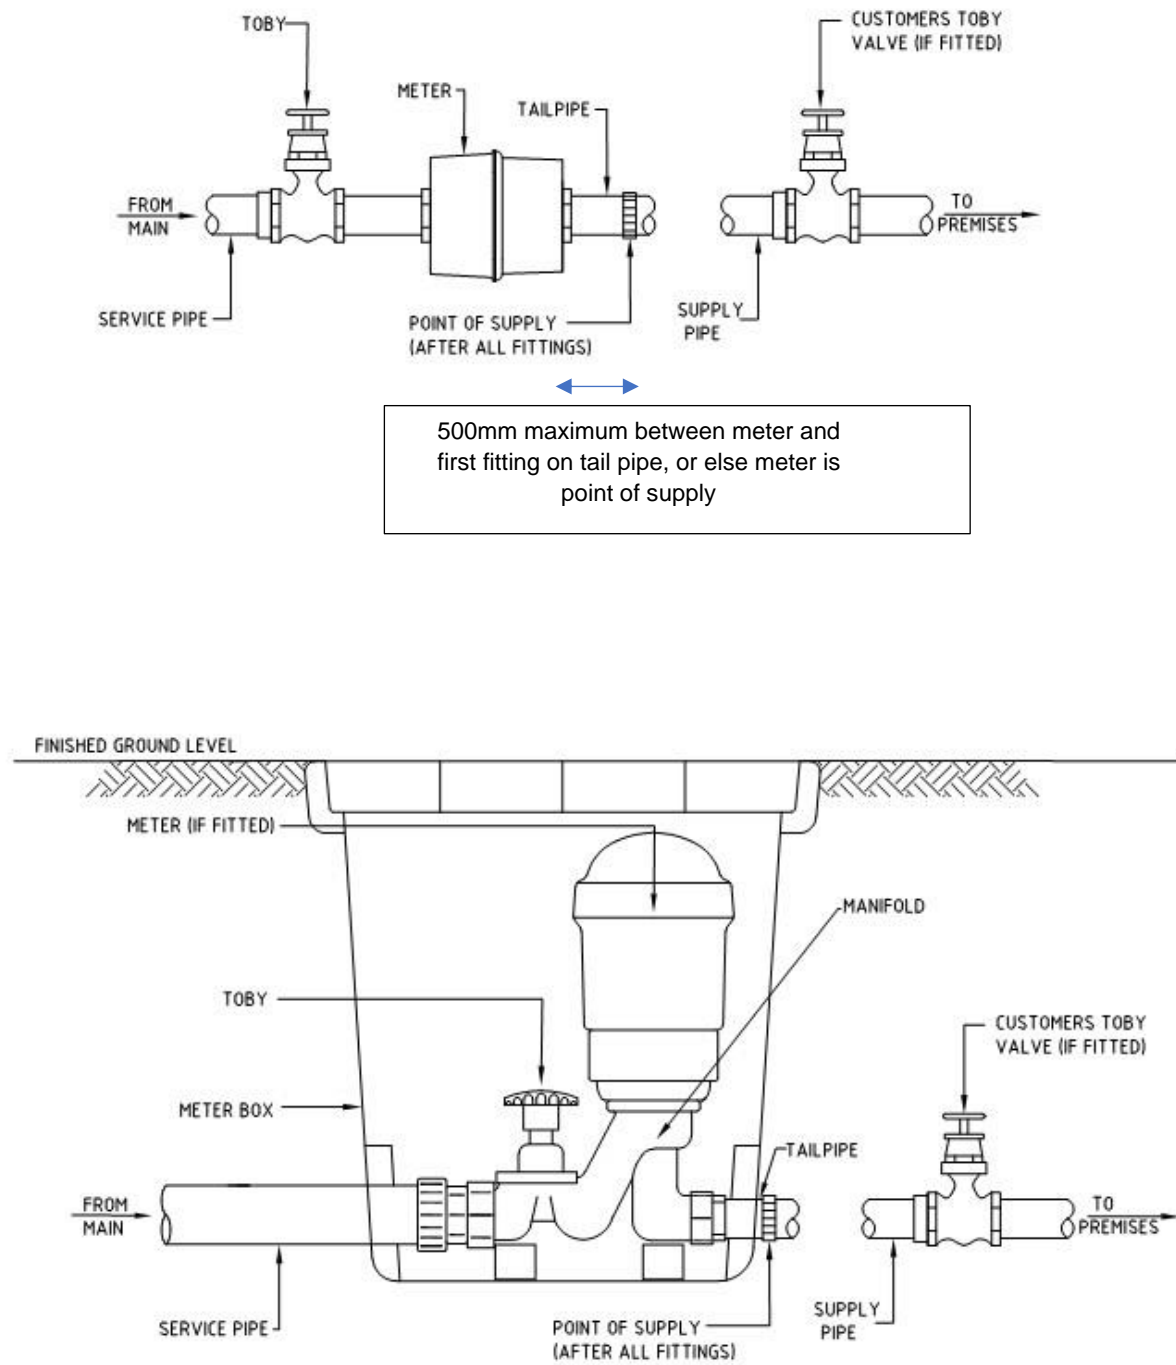 TOBY
CUSTOMERS TOBY
VALVE (IF FITTED)
METER
TAILPIPE
FROM
MAIN
TO
PREMISES
SERVICE PIPE
POINT OF SUPPLY
(AFTER ALL FITTINGS)
SUPPLY
PIPE
500mm maximum between meter and
first fitting on tail pipe, or else meter is
point of supply
FINISHED GROUND LEVEL
METER (IF FITTED)
MANIFOLD
TOBY
CUSTOMERS TOBY
VALVE (IF FITTED)
METER BOX
TAILPIPE
FROM
MAIN
TO
PREMISES
SERVICE PIPE
POINT OF SUPPLY
(AFTER ALL FITTINGS)
SUPPLY
PIPE